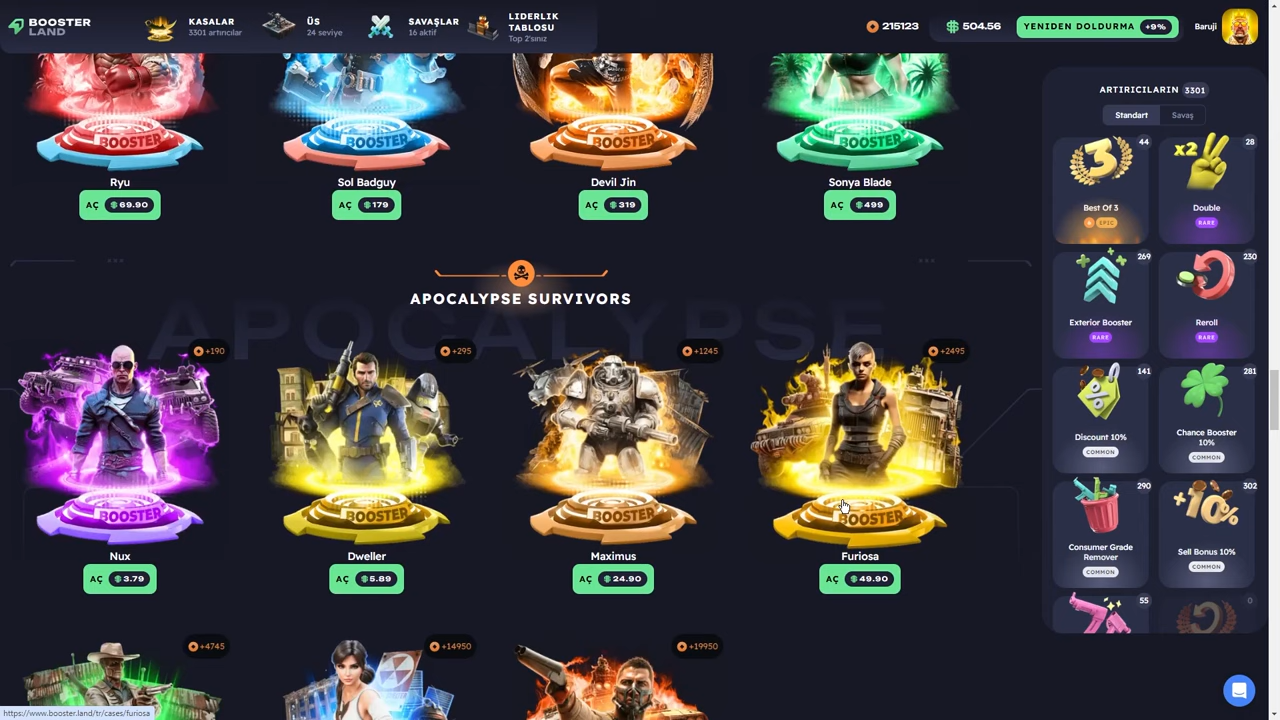 BOOSTER
LAND
KASALAR
3301 artıncılar
ÜS
24 seviye
SAVAŞLAR
16 aktif
LIDERLIK
TABLOSU
Top 2'sınız
215123
504.56
YENİDEN DOLDURMA +9%
Baruji
BOOSTER
BOOSTER
BOOSTER
BOOSTER
Ryu
Sol Badguy
Devil Jin
Sonya Blade
AÇ 69.90
AÇ 179
AÇ 319
AÇ 499
APOCALYPSE SURVIVORS
APOCALYPSE
+190
+295
+1245
+2495
BOOSTER
BOOSTER
BOOSTER
BOOSTER
Nux
Dweller
Maximus
Furiosa
AÇ 3.79
AÇ 5.89
AÇ 24.90
AÇ 49.90
+4745
+14950
+19950
ARTIRICILARIN 3301
Standart
Savaş
44
3
Best Of 3
EPIC
28
x2
Double
RARE
269
Exterior Booster
RARE
230
Reroll
RARE
141
%
Discount 10%
COMMON
281
Chance Booster
10%
COMMON
290
Consumer Grade
Remover
COMMON
302
+10%
Sell Bonus 10%
COMMON
55
0
https://www.booster.land/tr/cases/furiosa